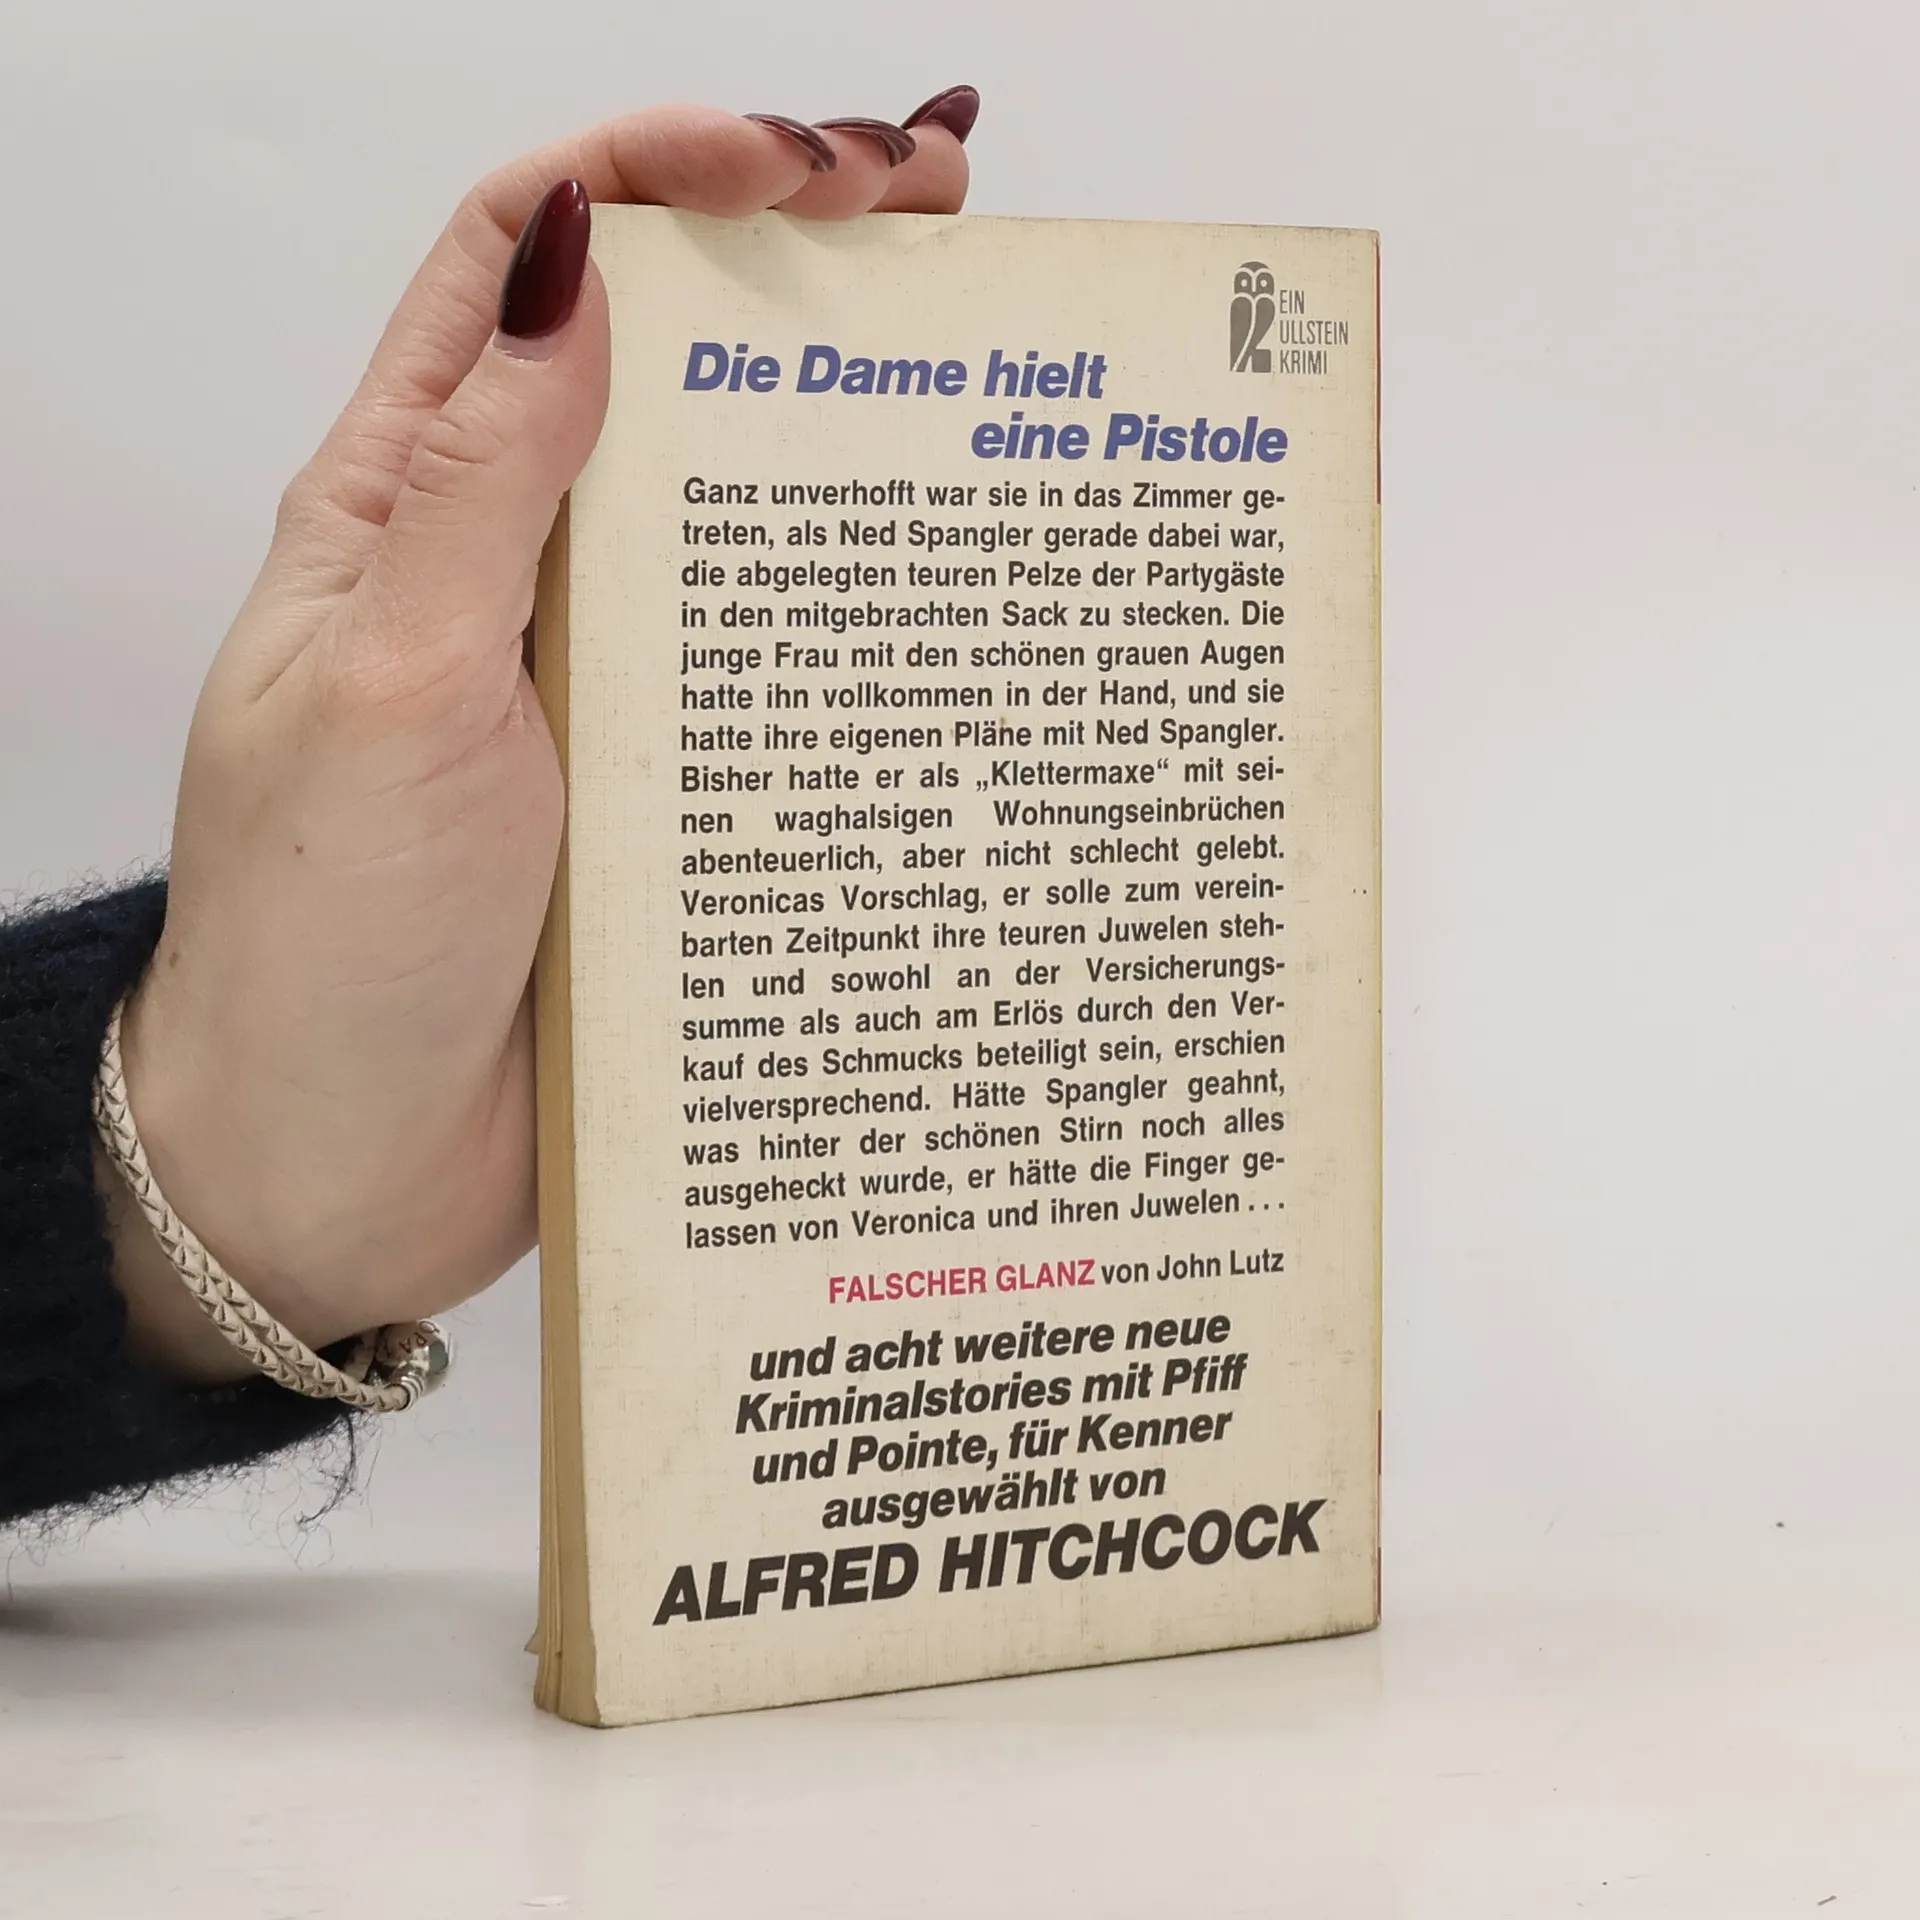 EIN
ULLSTEIN
KRIMI
Die Dame hielt
eine Pistole
Ganz unverhofft war sie in das Zimmer ge-
treten, als Ned Spangler gerade dabei war,
die abgelegten teuren Pelze der Partygäste
in den mitgebrachten Sack zu stecken. Die
junge Frau mit den schönen grauen Augen
hatte ihn vollkommen in der Hand, und sie
hatte ihre eigenen Pläne mit Ned Spangler.
Bisher hatte er als „Klettermaxe“ mit sei-
nen waghalsigen Wohnungseinbrüchen
abenteuerlich, aber nicht schlecht gelebt.
Veronicas Vorschlag, er solle zum verein-
barten Zeitpunkt ihre teuren Juwelen steh-
len und sowohl an der Versicherungs-
summe als auch am Erlös durch den Ver-
kauf des Schmucks beteiligt sein, erschien
vielversprechend. Hätte Spangler geahnt,
was hinter der schönen Stirn noch alles
ausgeheckt wurde, er hätte die Finger ge-
lassen von Veronica und ihren Juwelen...
FALSCHER GLANZ von John Lutz
und acht weitere neue
Kriminalstories mit Pfiff
und Pointe, für Kenner
ausgewählt von
ALFRED HITCHCOCK